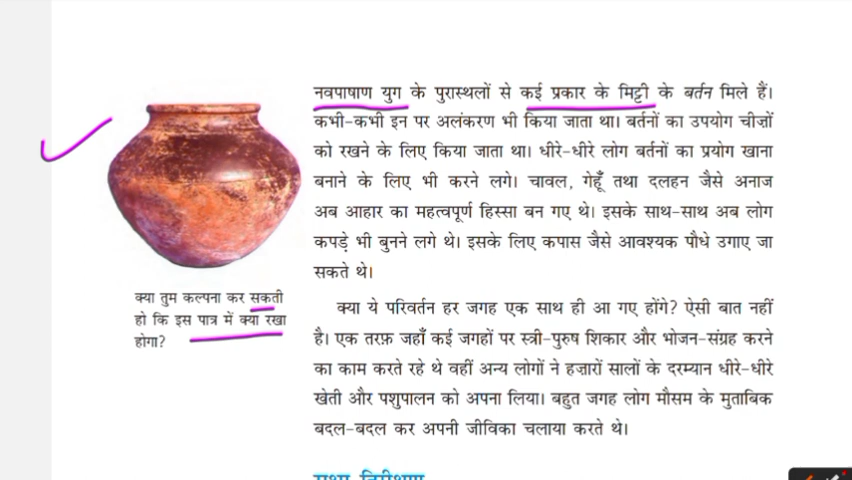 नवपाषाण युग के पुरास्थलों से कई प्रकार के मिट्टी के बर्तन मिले हैं।
कभी-कभी इन पर अलंकरण भी किया जाता था। बर्तनों का उपयोग चीज़ों
को रखने के लिए किया जाता था। धीरे-धीरे लोग बर्तनों का प्रयोग खाना
बनाने के लिए भी करने लगे। चावल, गेहूँ तथा दलहन जैसे अनाज
अब आहार का महत्वपूर्ण हिस्सा बन गए थे। इसके साथ-साथ अब लोग
कपड़े भी बुनने लगे थे। इसके लिए कपास जैसे आवश्यक पौधे उगाए जा
सकते थे।
क्या तुम कल्पना कर सकती
हो कि इस पात्र में क्या रखा
होगा?
क्या ये परिवर्तन हर जगह एक साथ ही आ गए होंगे? ऐसी बात नहीं
है। एक तरफ़ जहाँ कई जगहों पर स्त्री-पुरुष शिकार और भोजन-संग्रह करने
का काम करते रहे थे वहीं अन्य लोगों ने हज़ारों सालों के दरम्यान धीरे-धीरे
खेती और पशुपालन को अपना लिया। बहुत जगह लोग मौसम के मुताबिक
बदल-बदल कर अपनी जीविका चलाया करते थे।